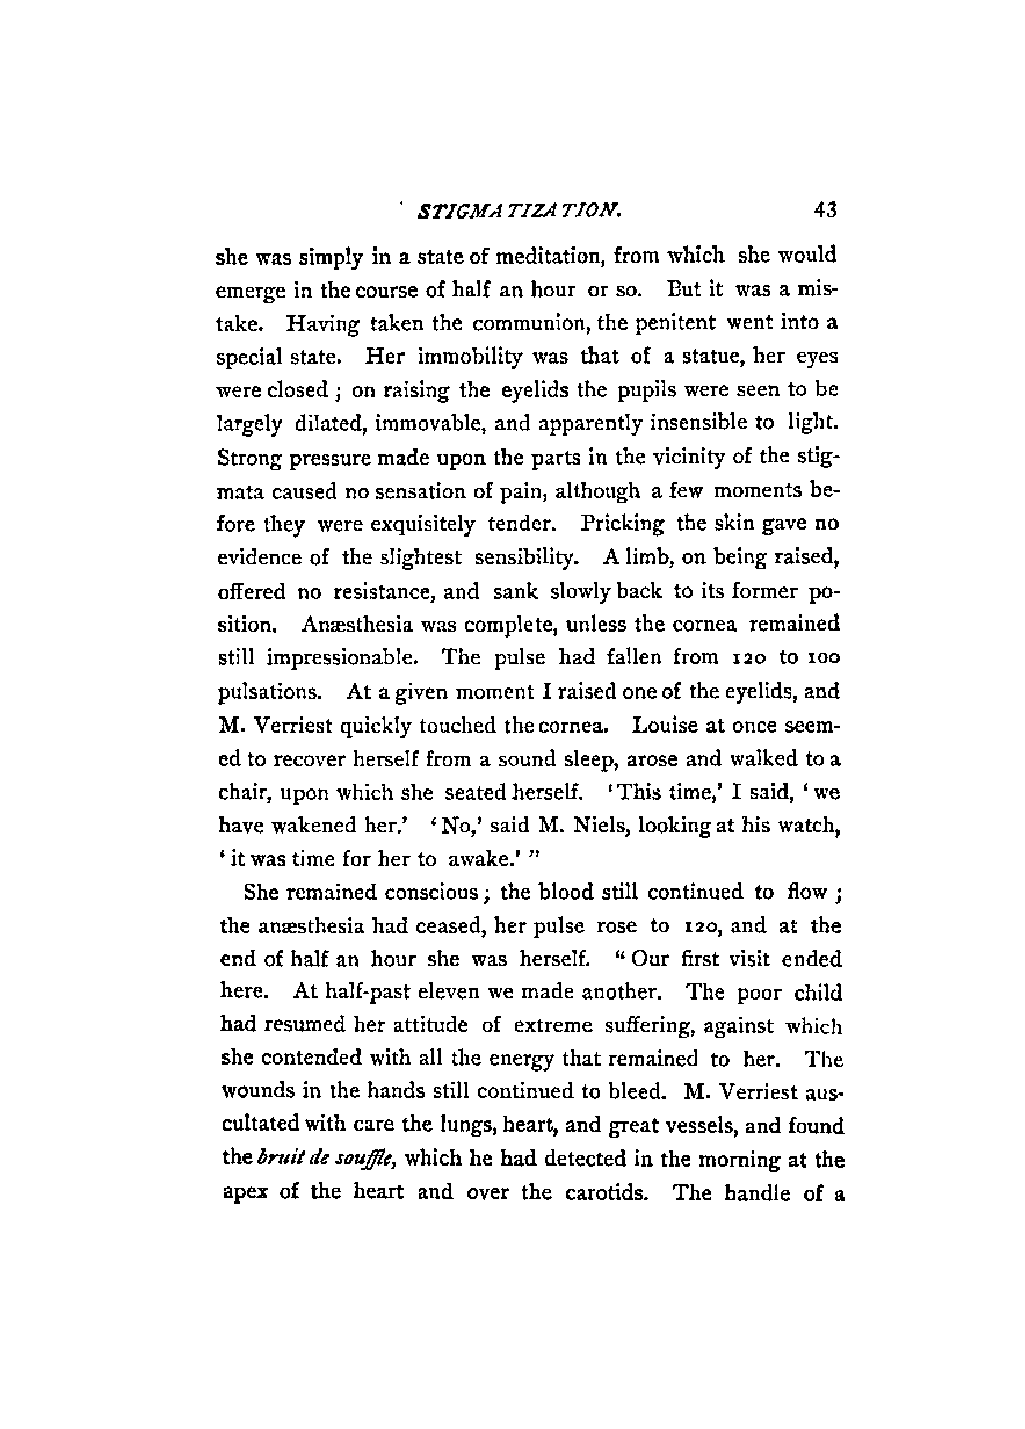 STIGMATIZATION. 43
she was simply in a state of meditation, from which she would
emerge in the course of half an hour or so. But it was a mis-
take. Having taken the communion, the penitent went into a
special state. Her immobility was that of a statue, her eyes
were closed ; on raising the eyelids the pupils were seen to be
largely dilated, immovable, and apparently insensible to light.
Strong pressure made upon the parts in the vicinity of the stig-
mata caused no sensation of pain, although a few moments be-
fore they were exquisitely tender. Pricking the skin gave no
evidence of the slightest sensibility. A limb, on being raised,
offered no resistance, and sank slowly back to its former po-
sition. Anæsthesia was complete, unless the cornea remained
still impressionable. The pulse had fallen from 120 to 100
pulsations. At a given moment I raised one of the eyelids, and
M. Verriest quickly touched the cornea. Louise at once seem-
ed to recover herself from a sound sleep, arose and walked to a
chair, upon which she seated herself. 'This time,' I said, 'we
have wakened her.' 'No,' said M. Niels, looking at his watch,
'it was time for her to awake.' "
She remained conscious ; the blood still continued to flow ;
the anæsthesia had ceased, her pulse rose to 120, and at the
end of half an hour she was herself. "Our first visit ended
here. At half-past eleven we made another. The poor child
had resumed her attitude of extreme suffering, against which
she contended with all the energy that remained to her. The
wounds in the hands still continued to bleed. M. Verriest aus-
cultated with care the lungs, heart, and great vessels, and found
the bruit de souffle, which he had detected in the morning at the
apex of the heart and over the carotids. The handle of a